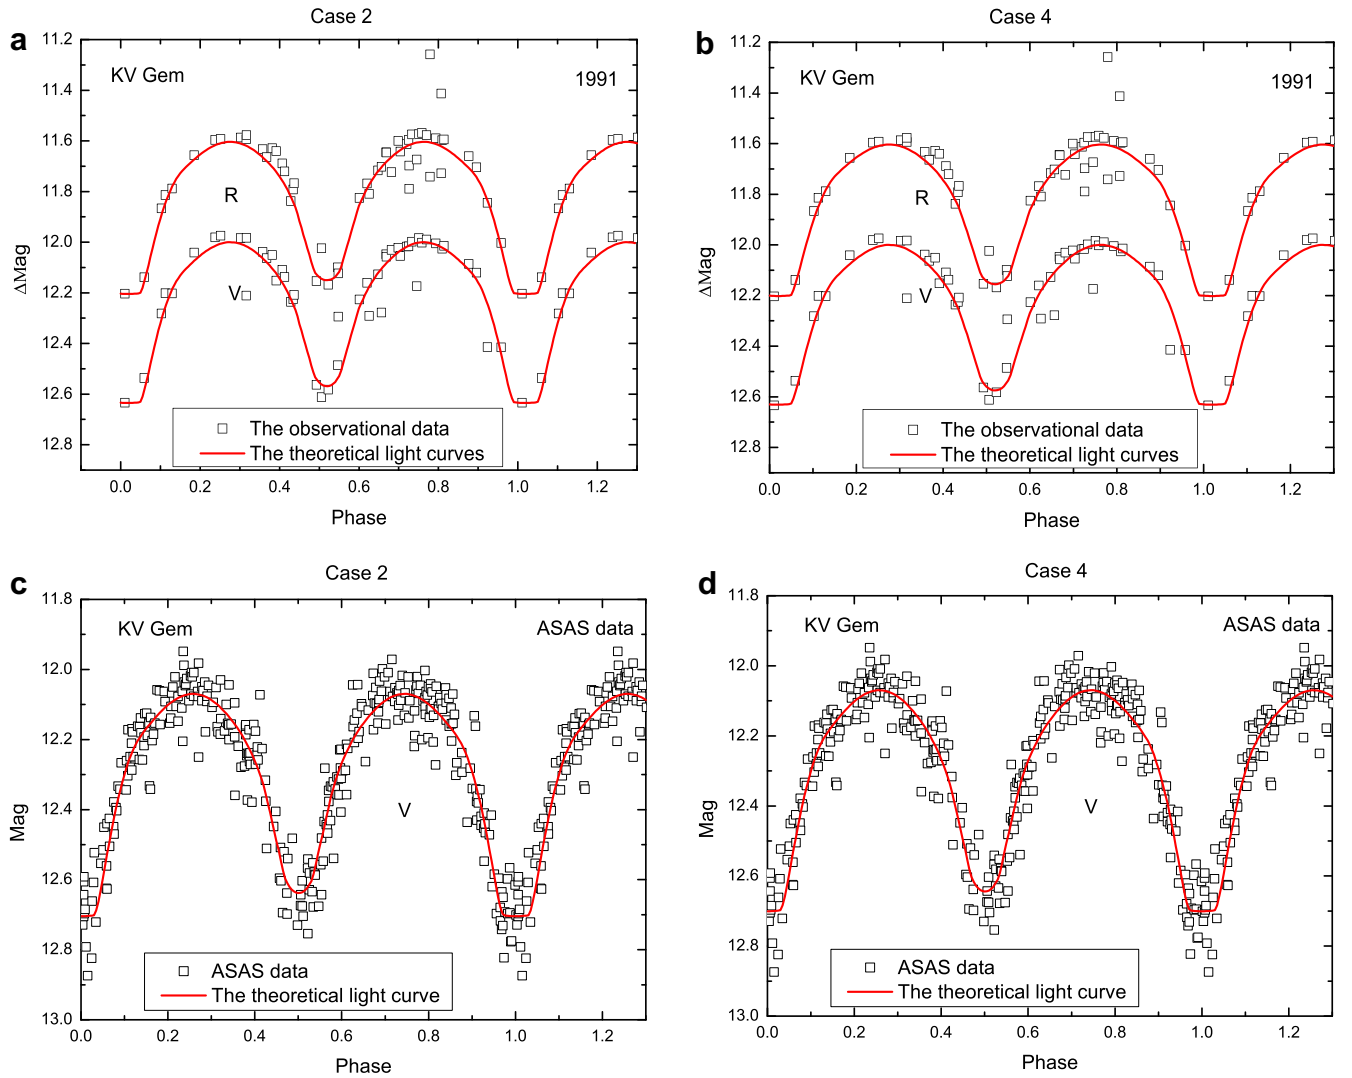 a
Case 2
KV Gem
1991
R
V
ΔMag
11.2
11.4
11.6
11.8
12.0
12.2
12.4
12.6
12.8
The observational data
The theoretical light curves
0.0 0.2 0.4 0.6 0.8 1.0 1.2
Phase
b
Case 4
KV Gem
1991
R
V
ΔMag
11.2
11.4
11.6
11.8
12.0
12.2
12.4
12.6
12.8
The observational data
The theoretical light curves
0.0 0.2 0.4 0.6 0.8 1.0 1.2
Phase
c
Case 2
KV Gem
ASAS data
V
Mag
11.8
12.0
12.2
12.4
12.6
12.8
13.0
ASAS data
The theoretical light curve
0.0 0.2 0.4 0.6 0.8 1.0 1.2
Phase
d
Case 4
KV Gem
ASAS data
V
Mag
11.8
12.0
12.2
12.4
12.6
12.8
13.0
ASAS data
The theoretical light curve
0.0 0.2 0.4 0.6 0.8 1.0 1.2
Phase